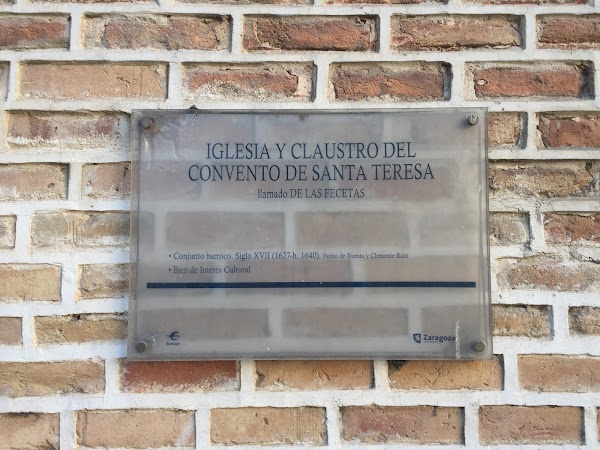 IGLESIA Y CLAUSTRO DEL
CONVENTO DE SANTA TERESA
llamado DE LAS FECETAS
• Conjunto barroco. Siglo XVII (1627-h. 1640). Pedro de Ruesta y Clemente Ruiz
• Bien de Interés Cultural
Zaragoza